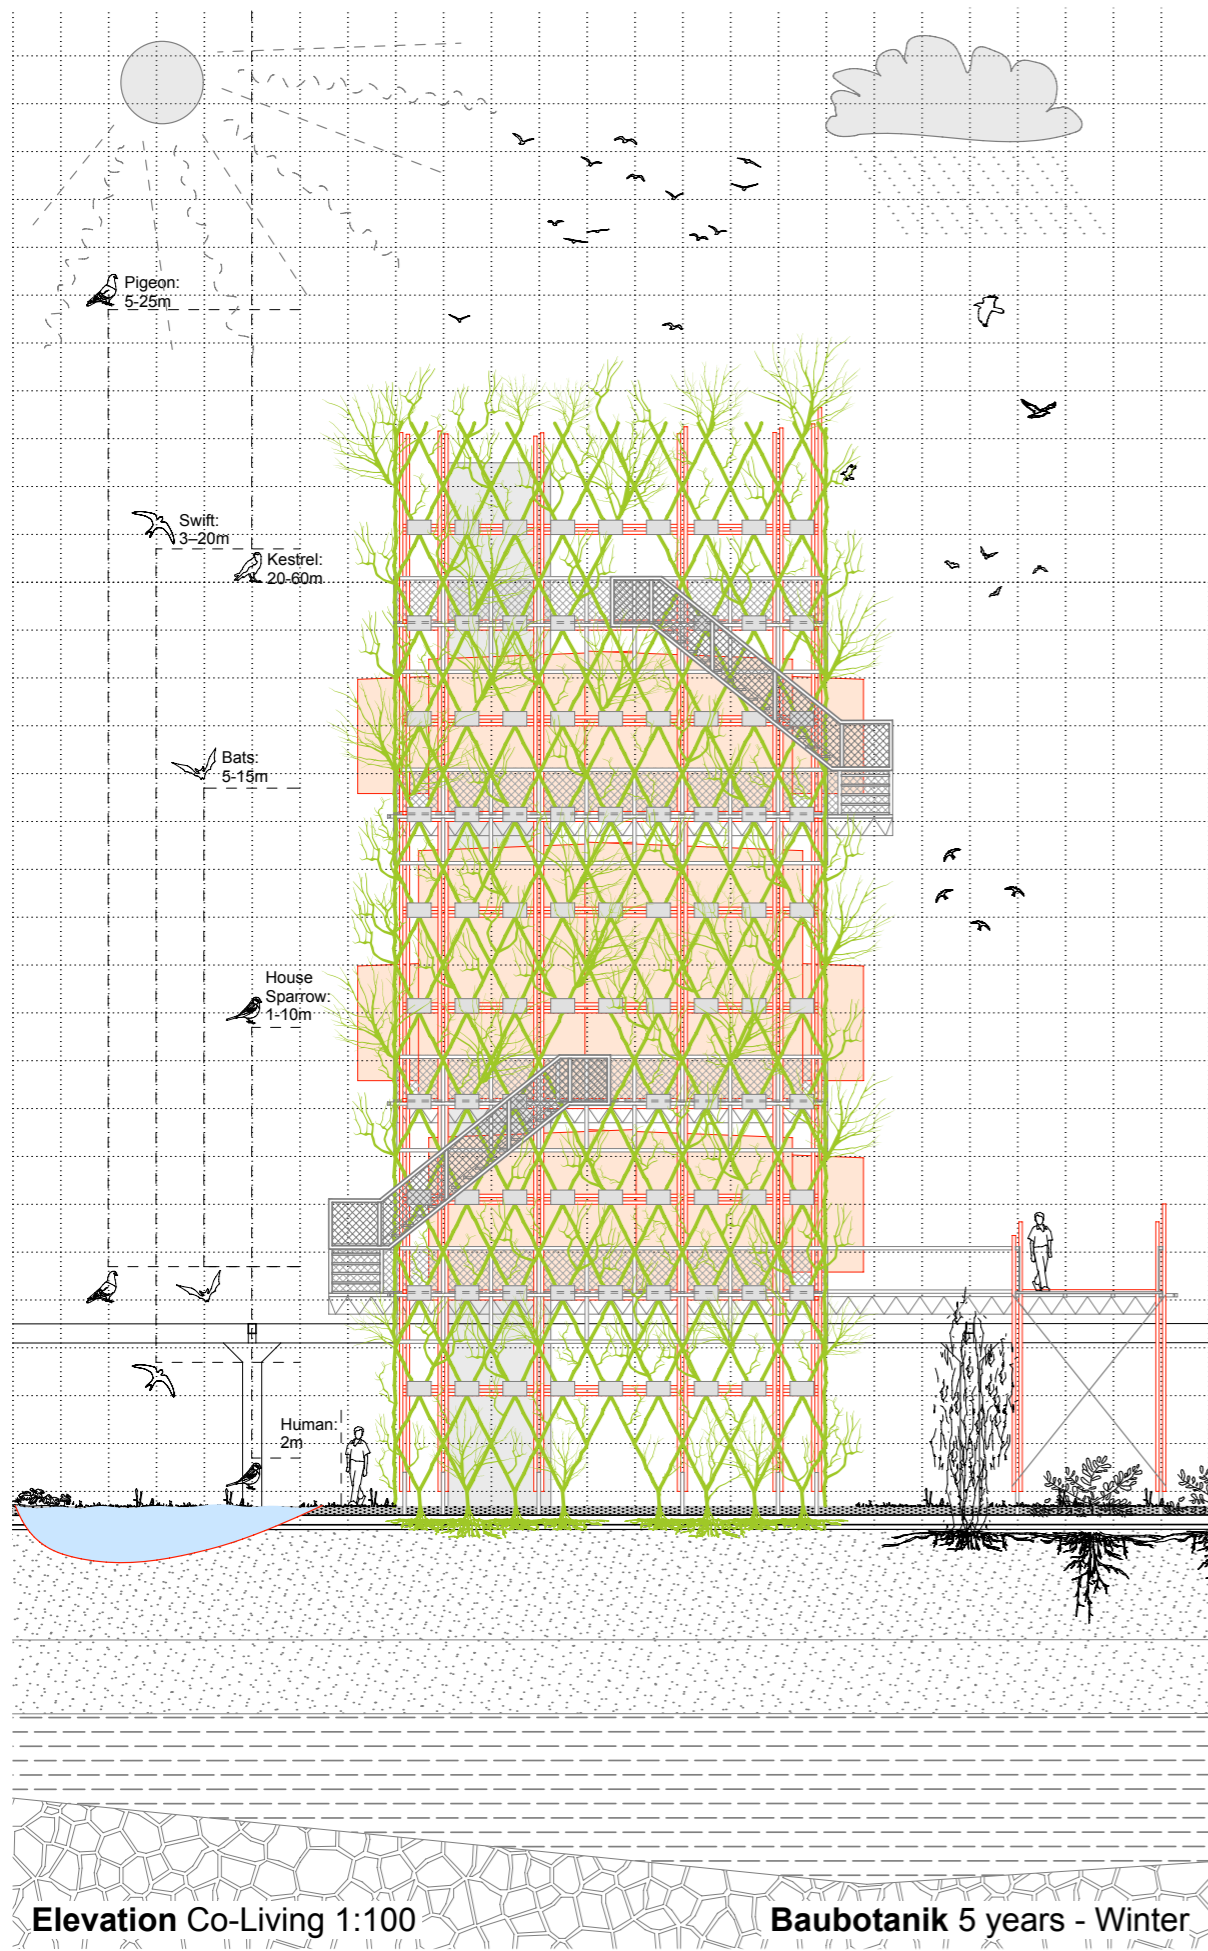 Pigeon:
5-25m
Swift:
3–20m
Kestrel:
20-60m
Bats:
5-15m
House
Sparrow:
1-10m
Human:
2m
Elevation Co-Living 1:100
Baubotanik 5 years - Winter